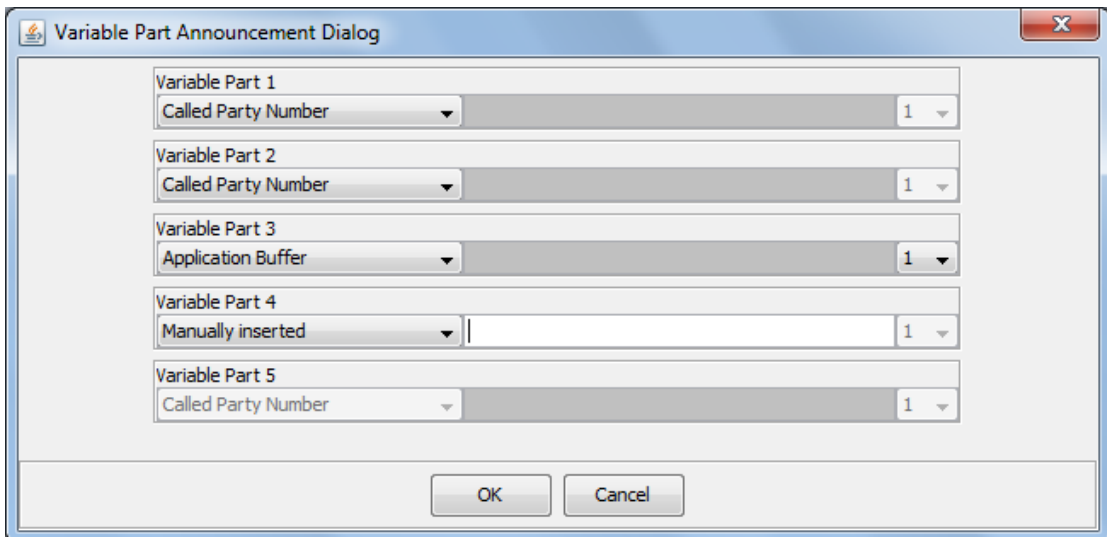 Variable Part Announcement Dialog
Variable Part 1
Called Party Number 1
Variable Part 2
Called Party Number 1
Variable Part 3
Application Buffer 1
Variable Part 4
Manually inserted 1
Variable Part 5
Called Party Number 1
OK Cancel